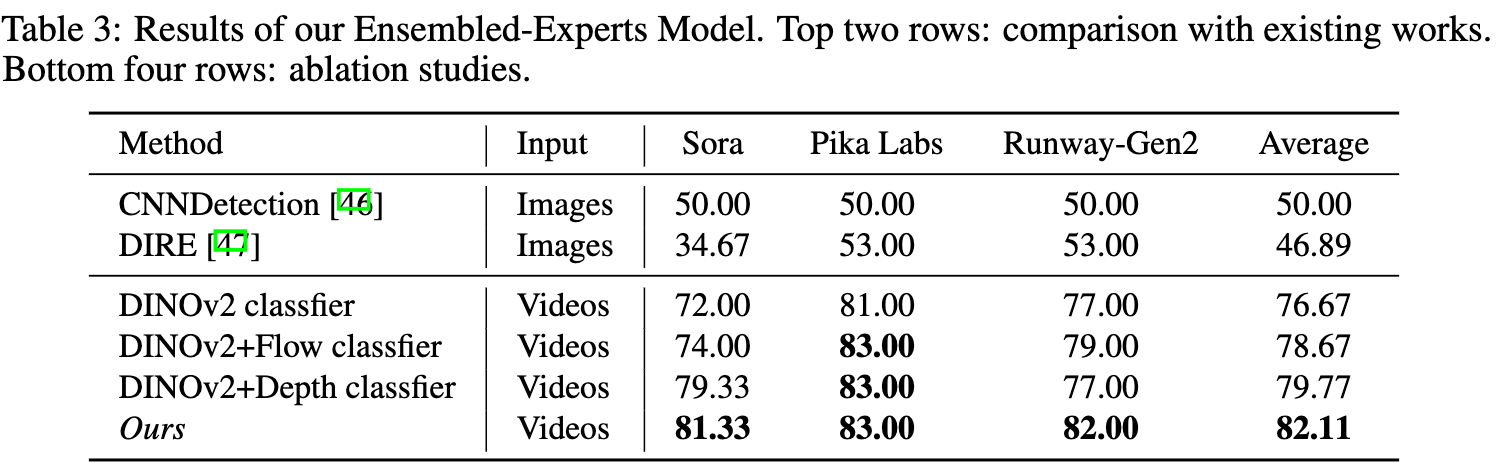 Table 3: Results of our Ensembled-Experts Model. Top two rows: comparison with existing works.
Bottom four rows: ablation studies.
Method Input Sora Pika Labs Runway-Gen2 Average
CNNDetection [46] Images 50.00 50.00 50.00 50.00
DIRE [47] Images 34.67 53.00 53.00 46.89
DINOv2 classfier Videos 72.00 81.00 77.00 76.67
DINOv2+Flow classfier Videos 74.00 83.00 79.00 78.67
DINOv2+Depth classfier Videos 79.33 83.00 77.00 79.77
Ours Videos 81.33 83.00 82.00 82.11